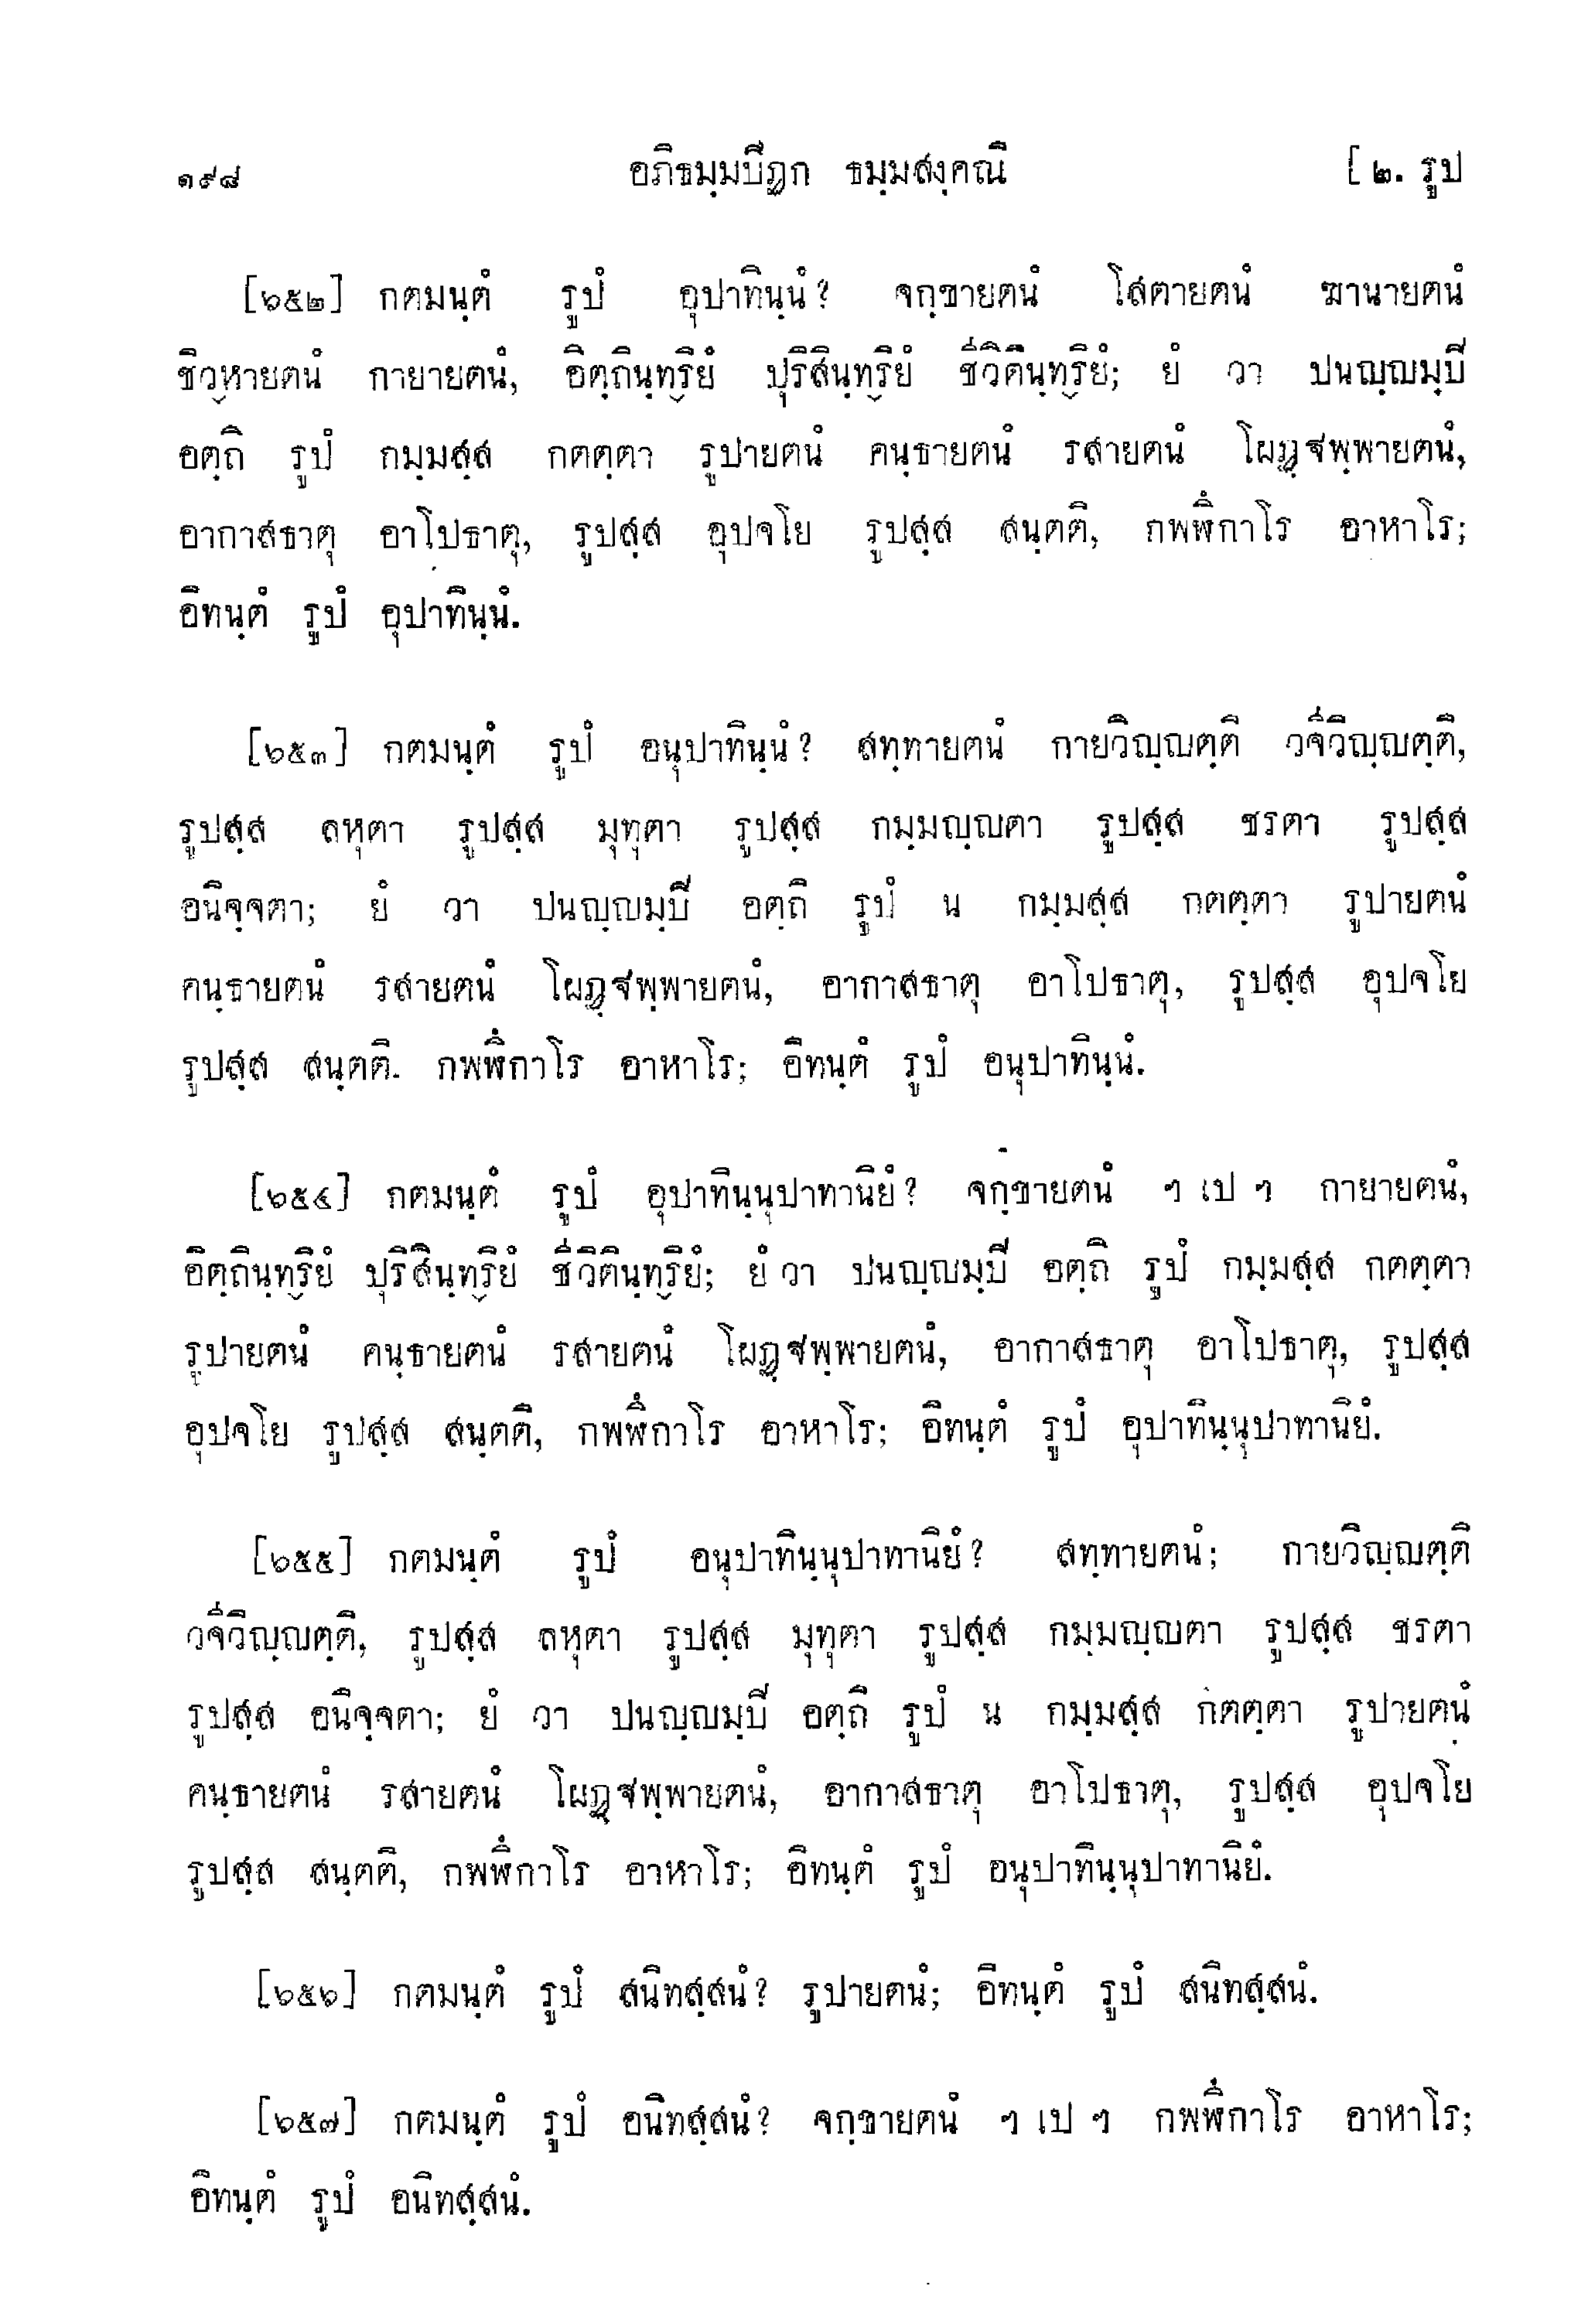 ๑๙๘ อภิธมฺมปิฏก ธมฺมสงฺคณี [ ๒. รูป
[๖๕๒] กตมนฺตํ รูปํ อุปาทินฺนํ? จกฺขายตนํ โสตายตนํ ฆานายตนํ
ชิวฺหายตนํ กายายตนํ, อิตฺถินฺทฺริยํ ปุริสินฺทฺริยํ ชีวิตินฺทฺริยํ; ยํ วา ปนญฺญมฺปิ
อตฺถิ รูปํ กมฺมสฺส กตตฺตา รูปายตนํ คนฺธายตนํ รสายตนํ โผฏฺฐพฺพายตนํ,
อากาสธาตุ อาโปธาตุ, รูปสฺส อุปจโย รูปสฺส สนฺตติ, กพฬิํกาโร อาหาโร;
อิทนฺตํ รูปํ อุปาทินฺนํ.
[๖๕๓] กตมนฺตํ รูปํ อนุปาทินฺนํ? สทฺทายตนํ กายวิญฺญตฺติ วจีวิญฺญตฺติ,
รูปสฺส ลหุตา รูปสฺส มุทุตา รูปสฺส กมฺมญฺญตา รูปสฺส ชรตา รูปสฺส
อนิจฺจตา; ยํ วา ปนญฺญมฺปิ อตฺถิ รูปํ น กมฺมสฺส กตตฺตา รูปายตนํ
คนฺธายตนํ รสายตนํ โผฏฺฐพฺพายตนํ, อากาสธาตุ อาโปธาตุ, รูปสฺส อุปจโย
รูปสฺส สนฺตติ. กพฬิํกาโร อาหาโร; อิทนฺตํ รูปํ อนุปาทินฺนํ.
[๖๕๔] กตมนฺตํ รูปํ อุปาทินฺนุปาทานิยํ? จกฺขายตนํ ฯ เป ฯ กายายตนํ,
อิตฺถินฺทฺริยํ ปุริสินฺทฺริยํ ชีวิตินฺทฺริยํ; ยํ วา ปนญฺญมฺปิ อตฺถิ รูปํ กมฺมสฺส กตตฺตา
รูปายตนํ คนฺธายตนํ รสายตนํ โผฏฺฐพฺพายตนํ, อากาสธาตุ อาโปธาตุ, รูปสฺส
อุปจโย รูปสฺส สนฺตติ, กพฬิํกาโร อาหาโร; อิทนฺตํ รูปํ อุปาทินฺนุปาทานิยํ.
[๖๕๕] กตมนฺตํ รูปํ อนุปาทินฺนุปาทานิยํ? สทฺทายตนํ; กายวิญฺญตฺติ
วจีวิญฺญตฺติ, รูปสฺส ลหุตา รูปสฺส มุทุตา รูปสฺส กมฺมญฺญตา รูปสฺส ชรตา
รูปสฺส อนิจฺจตา; ยํ วา ปนญฺญมฺปิ อตฺถิ รูปํ น กมฺมสฺส กตตฺตา รูปายตนํ
คนฺธายตนํ รสายตนํ โผฏฺฐพฺพายตนํ, อากาสธาตุ อาโปธาตุ, รูปสฺส อุปจโย
รูปสฺส สนฺตติ, กพฬิํกาโร อาหาโร; อิทนฺตํ รูปํ อนุปาทินฺนุปาทานิยํ.
[๖๕๖] กตมนฺตํ รูปํ สนิทสฺสนํ? รูปายตนํ; อิทนฺตํ รูปํ สนิทสฺสนํ.
[๖๕๗] กตมนฺตํ รูปํ อนิทสฺสนํ? จกฺขายตนํ ฯ เป ฯ กพฬิํกาโร อาหาโร;
อิทนฺตํ รูปํ อนิทสฺสนํ.